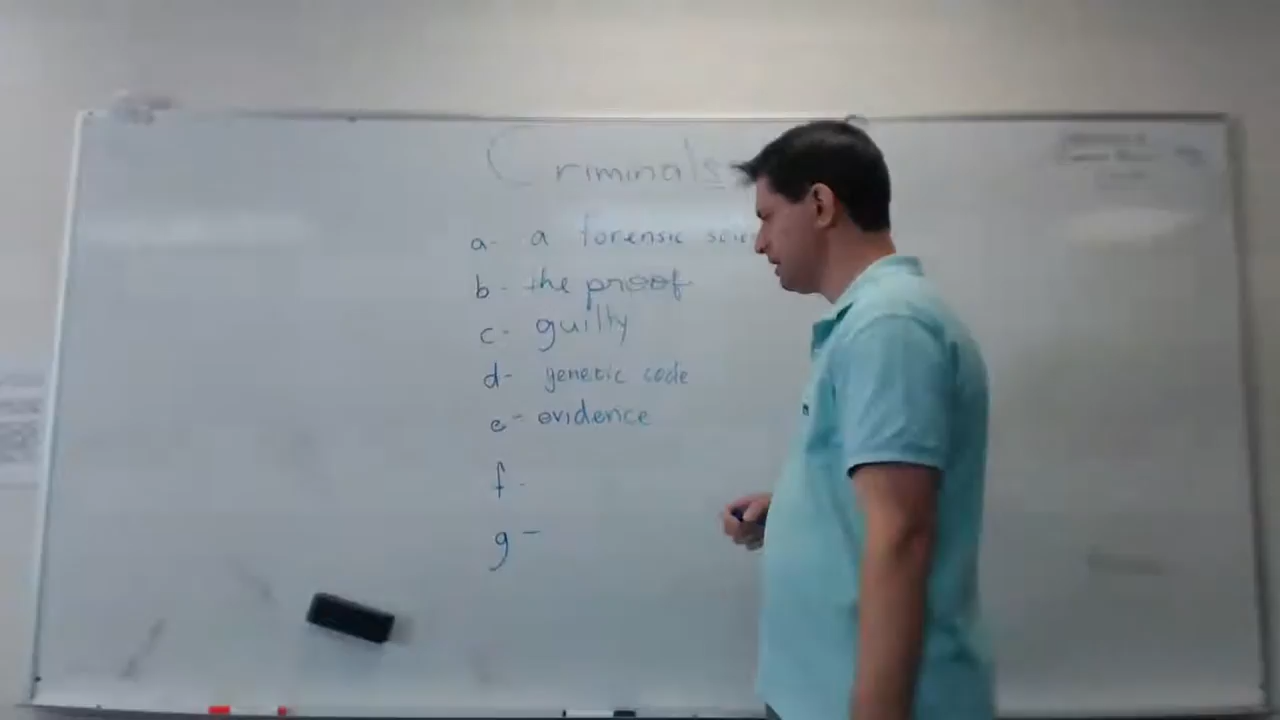 Criminals
a- a forensic
b- the proof
c- guilty
d- genetic code
e- evidence
f-
g-